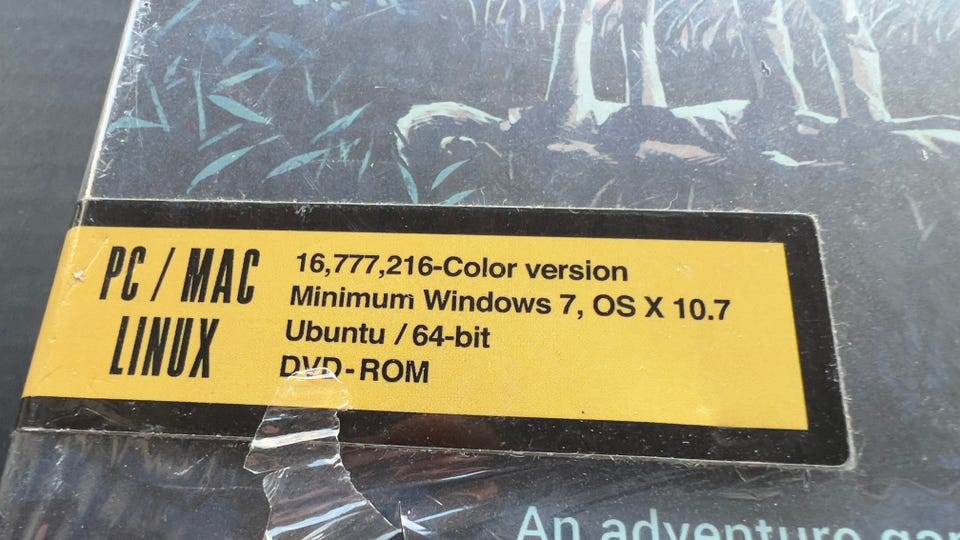 PC / MAC
LINUX
16,777,216-Color version
Minimum Windows 7, OS X 10.7
Ubuntu / 64-bit
DVD-ROM
An adventure